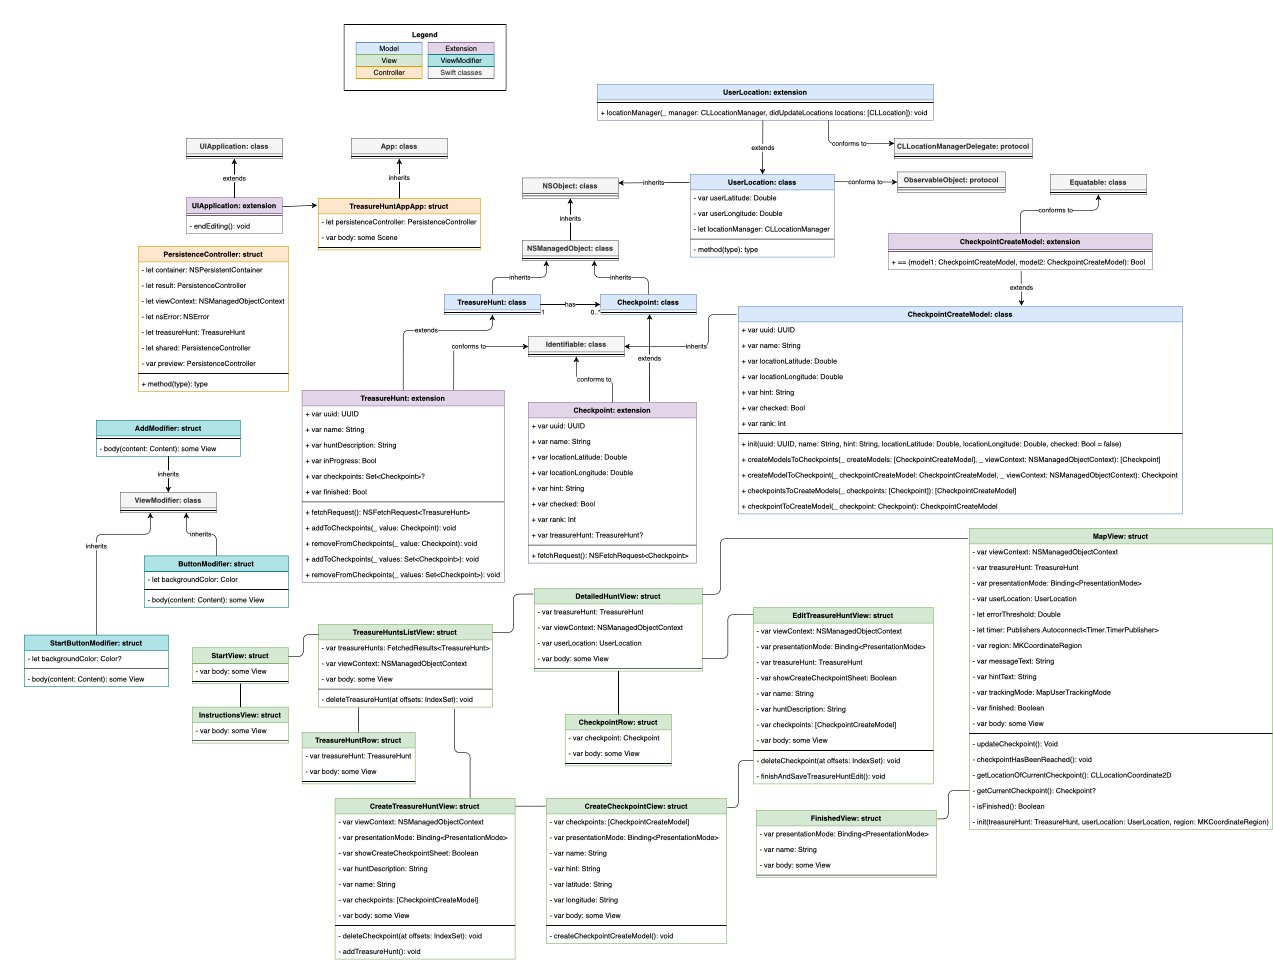 Legend
Model
Extension
View
ViewModifier
Controller
Swift classes
UserLocation: extension
+ locationManager(_ manager: CLLocationManager, didUpdateLocations locations: [CLLocation]): void
extends
conforms to
CLLocationManagerDelegate: protocol
UIApplication: class
App: class
extends
inherits
NSObject: class
inherits
UserLocation: class
- var userLatitude: Double
- var userLongitude: Double
- let locationManager: CLLocationManager
- method(type): type
conforms to
ObservableObject: protocol
Equatable: class
conforms to
UIApplication: extension
- endEditing(): void
TreasureHuntAppApp: struct
- let persistenceController: PersistenceController
- var body: some Scene
inherits
NSManagedObject: class
CheckpointCreateModel: extension
+ == (model1: CheckpointCreateModel, model2: CheckpointCreateModel): Bool
extends
PersistenceController: struct
- let container: NSPersistentContainer
- let result: PersistenceController
- let viewContext: NSManagedObjectContext
- let nsError: NSError
- let treasureHunt: TreasureHunt
- let shared: PersistenceController
- var preview: PersistenceController
+ method(type): type
inherits
inherits
TreasureHunt: class
has
1
0..*
Checkpoint: class
extends
conforms to
Identifiable: class
inherits
extends
conforms to
CheckpointCreateModel: class
+ var uuid: UUID
+ var name: String
+ var locationLatitude: Double
+ var locationLongitude: Double
+ var hint: String
+ var checked: Bool
+ var rank: Int
+ init(uuid: UUID, name: String, hint: String, locationLatitude: Double, locationLongitude: Double, checked: Bool = false)
+ createModelsToCheckpoints(_ createModels: [CheckpointCreateModel], _ viewContext: NSManagedObjectContext): [Checkpoint]
+ createModelToCheckpoint(_ checkpointCreateModel: CheckpointCreateModel, _ viewContext: NSManagedObjectContext): Checkpoint
+ checkpointsToCreateModels(_ checkpoints: [Checkpoint]): [CheckpointCreateModel]
+ checkpointToCreateModel(_ checkpoint: Checkpoint): CheckpointCreateModel
TreasureHunt: extension
+ var uuid: UUID
+ var name: String
+ var huntDescription: String
+ var inProgress: Bool
+ var checkpoints: Set<Checkpoint>?
+ var finished: Bool
+ fetchRequest(): NSFetchRequest<TreasureHunt>
+ addToCheckpoints(_ value: Checkpoint): void
+ removeFromCheckpoints(_ value: Checkpoint): void
+ addToCheckpoints(_ values: Set<Checkpoint>): void
+ removeFromCheckpoints(_ values: Set<Checkpoint>): void
Checkpoint: extension
+ var uuid: UUID
+ var name: String
+ var locationLatitude: Double
+ var locationLongitude: Double
+ var hint: String
+ var checked: Bool
+ var rank: Int
+ var treasureHunt: TreasureHunt?
+ fetchRequest(): NSFetchRequest<Checkpoint>
AddModifier: struct
- body(content: Content): some View
inherits
ViewModifier: class
inherits
inherits
ButtonModifier: struct
- let backgroundColor: Color
- body(content: Content): some View
StartButtonModifier: struct
- let backgroundColor: Color?
- body(content: Content): some View
StartView: struct
- var body: some View
InstructionsView: struct
- var body: some View
TreasureHuntsListView: struct
- var treasureHunts: FetchedResults<TreasureHunt>
- var viewContext: NSManagedObjectContext
- var body: some View
- deleteTreasureHunt(at offsets: IndexSet): void
TreasureHuntRow: struct
- var treasureHunt: TreasureHunt
- var body: some View
DetailedHuntView: struct
- var treasureHunt: TreasureHunt
- var viewContext: NSManagedObjectContext
- var userLocation: UserLocation
- var body: some View
CheckpointRow: struct
- var checkpoint: Checkpoint
- var body: some View
EditTreasureHuntView: struct
- var viewContext: NSManagedObjectContext
- var presentationMode: Binding<PresentationMode>
- var treasureHunt: TreasureHunt
- var showCreateCheckpointSheet: Boolean
- var name: String
- var huntDescription: String
- var checkpoints: [CheckpointCreateModel]
- var body: some View
- deleteCheckpoint(at offsets: IndexSet): void
- finishAndSaveTreasureHuntEdit(): void
MapView: struct
- var viewContext: NSManagedObjectContext
- var treasureHunt: TreasureHunt
- var presentationMode: Binding<PresentationMode>
- var userLocation: UserLocation
- let errorThreshold: Double
- let timer: Publishers.Autoconnect<Timer.TimerPublisher>
- var region: MKCoordinateRegion
- var messageText: String
- var hintText: String
- var trackingMode: MapUserTrackingMode
- var finished: Boolean
- var body: some View
- updateCheckpoint(): Void
- checkpointHasBeenReached(): void
- getLocationOfCurrentCheckpoint(): CLLocationCoordinate2D
- getCurrentCheckpoint(): Checkpoint?
- isFinished(): Boolean
- init(treasureHunt: TreasureHunt, userLocation: UserLocation, region: MKCoordinateRegion)
CreateTreasureHuntView: struct
- var viewContext: NSManagedObjectContext
- var presentationMode: Binding<PresentationMode>
- var showCreateCheckpointSheet: Boolean
- var huntDescription: String
- var name: String
- var checkpoints: [CheckpointCreateModel]
- var body: some View
- deleteCheckpoint(at offsets: IndexSet): void
- addTreasureHunt(): void
CreateCheckpointCiew: struct
- var checkpoints: [CheckpointCreateModel]
- var presentationMode: Binding<PresentationMode>
- var name: String
- var hint: String
- var latitude: String
- var longitude: String
- var body: some View
- createCheckpointCreateModel(): void
FinishedView: struct
- var presentationMode: Binding<PresentationMode>
- var name: String
- var body: some View